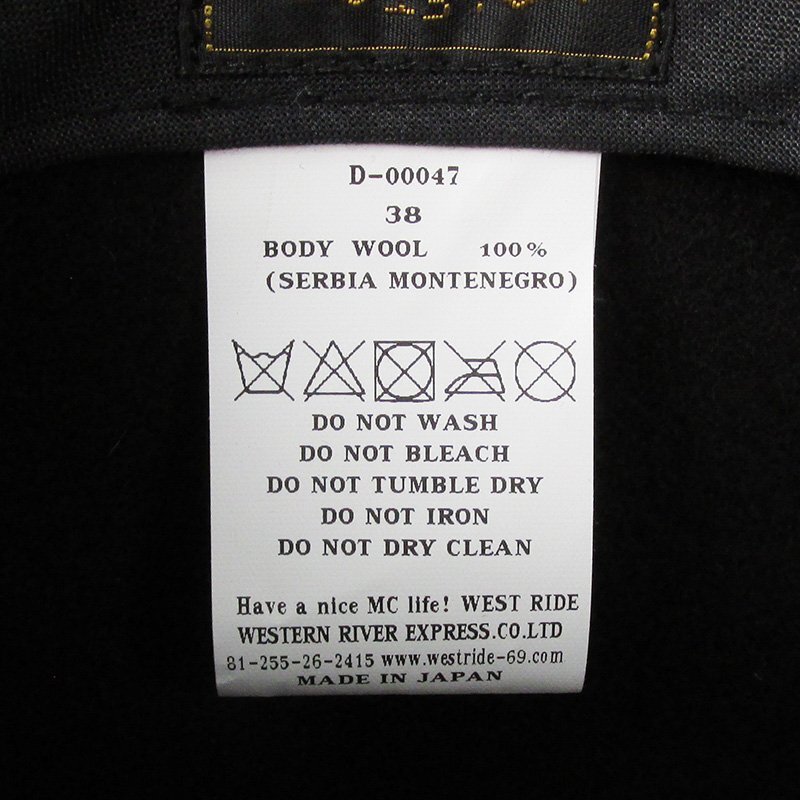 D-00047
38
BODY WOOL 100%
(SERBIA MONTENEGRO)
DO NOT WASH
DO NOT BLEACH
DO NOT TUMBLE DRY
DO NOT IRON
DO NOT DRY CLEAN
Have a nice MC life! WEST RIDE
WESTERN RIVER EXPRESS.CO.LTD
81-255-26-2415 www.westride-69.com
MADE IN JAPAN